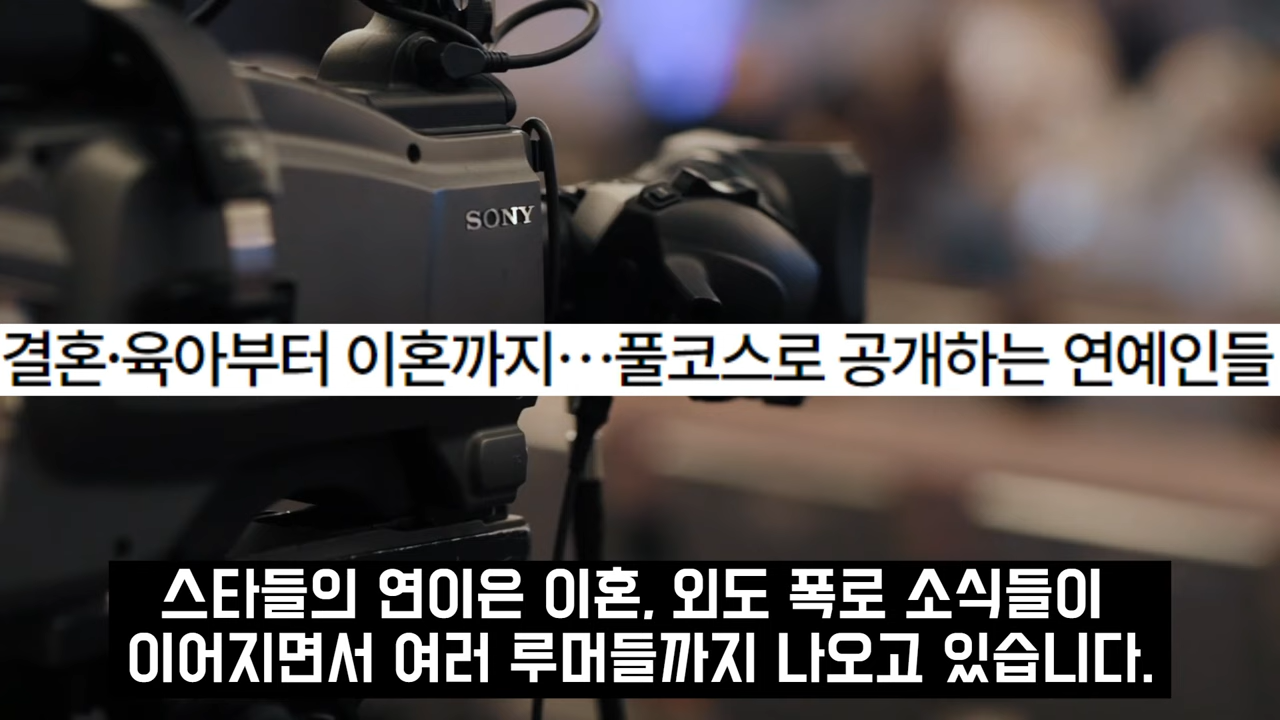 SONY
결혼·육아부터 이혼까지…풀코스로 공개하는 연예인들
스타들의 연이은 이혼, 외도 폭로 소식들이
이어지면서 여러 루머들까지 나오고 있습니다.